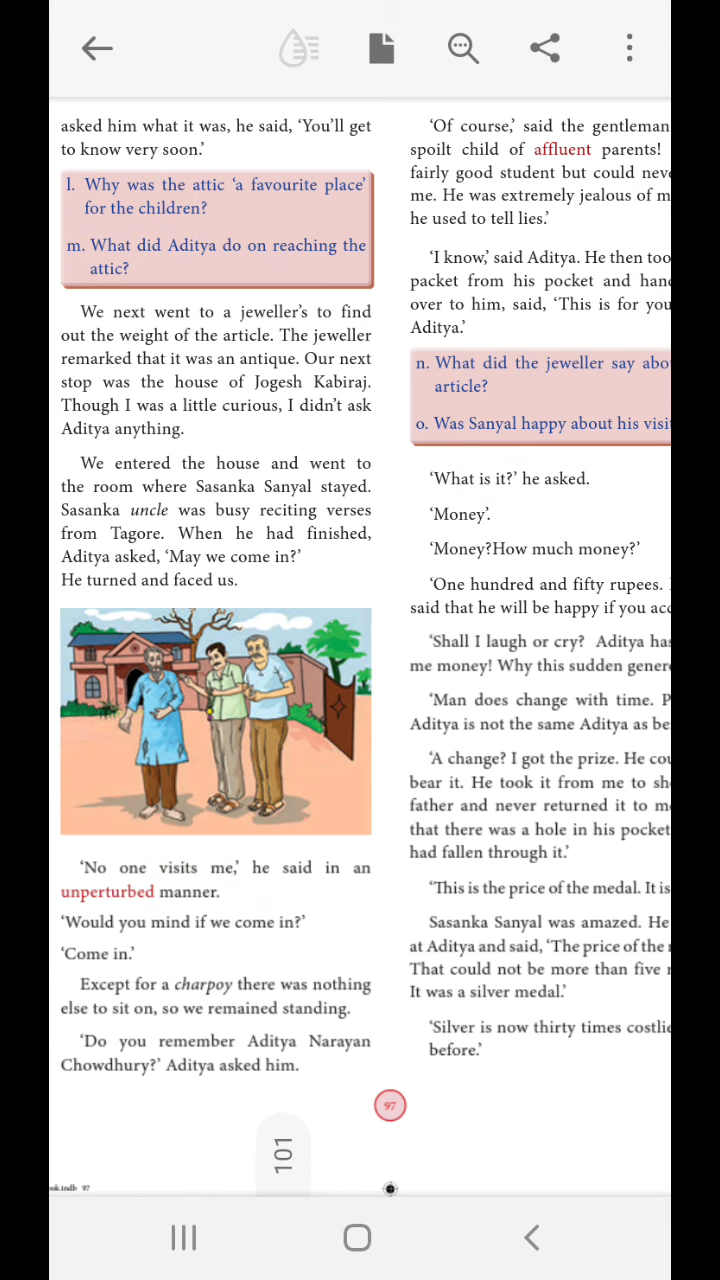 asked him what it was, he said, ‘You’ll get
to know very soon.’
l. Why was the attic ‘a favourite place’
for the children?
m. What did Aditya do on reaching the
attic?
We next went to a jeweller’s to find
out the weight of the article. The jeweller
remarked that it was an antique. Our next
stop was the house of Jogesh Kabiraj.
Though I was a little curious, I didn’t ask
Aditya anything.
We entered the house and went to
the room where Sasanka Sanyal stayed.
Sasanka uncle was busy reciting verses
from Tagore. When he had finished,
Aditya asked, ‘May we come in?’
He turned and faced us.
‘No one visits me,’ he said in an
unperturbed manner.
‘Would you mind if we come in?’
‘Come in.’
Except for a charpoy there was nothing
else to sit on, so we remained standing.
‘Do you remember Aditya Narayan
Chowdhury?’ Aditya asked him.
‘Of course,’ said the gentleman
spoilt child of affluent parents!
fairly good student but could
me. He was extremely jealous of
he used to tell lies.’
‘I know,’ said Aditya. He then
packet from his pocket and
over to him, said, ‘This is for
Aditya.’
n. What did the jeweller say
article?
o. Was Sanyal happy about his
‘What is it?’ he asked.
‘Money’.
‘Money?How much money?’
‘One hundred and fifty rupees.
said that he will be happy if you
‘Shall I laugh or cry? Aditya
me money! Why this sudden
‘Man does change with time.
Aditya is not the same Aditya as
‘A change? I got the prize. He
bear it. He took it from me to
father and never returned it to
that there was a hole in his pocket
had fallen through it.’
‘This is the price of the medal. It is
Sasanka Sanyal was amazed. He
at Aditya and said, ‘The price of the
That could not be more than five
It was a silver medal.’
‘Silver is now thirty times
before.’
97
101
97